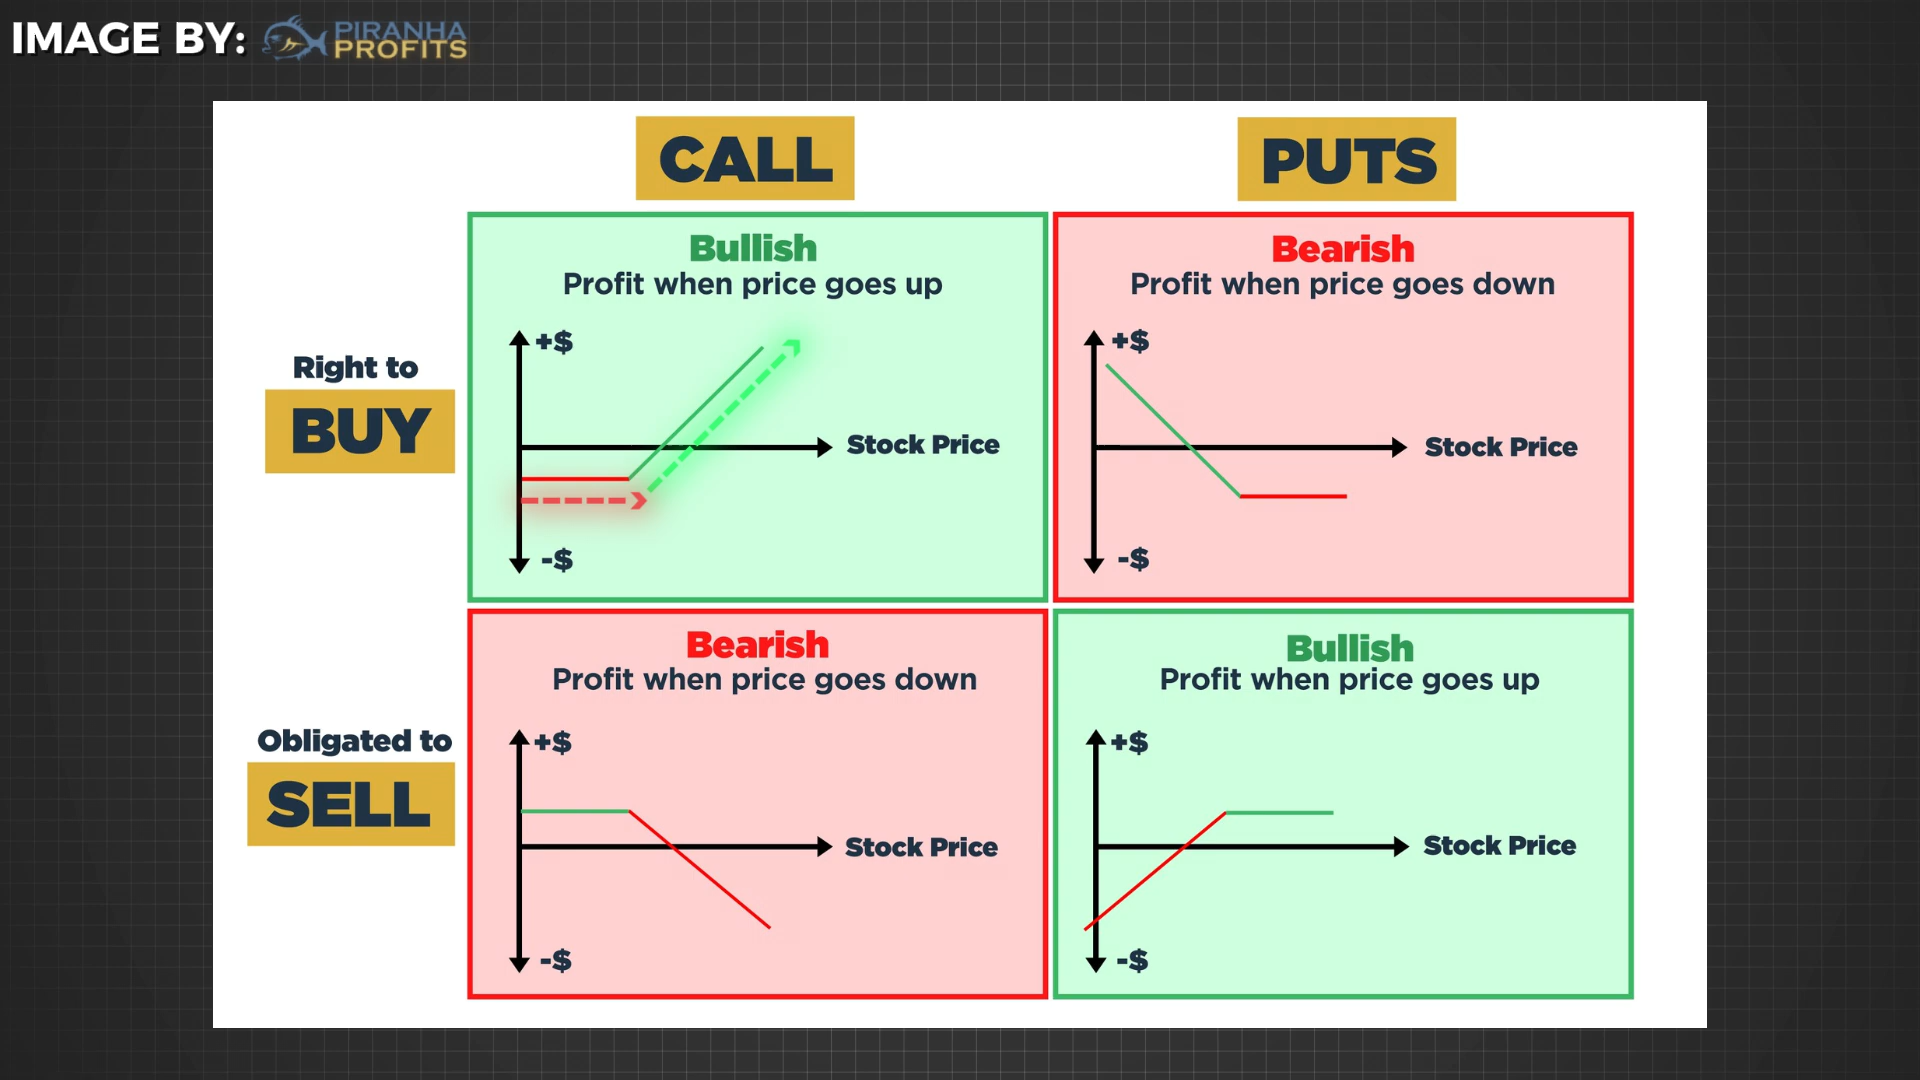 IMAGE BY: PIRANHA
PROFITS
CALL
PUTS
Bullish
Profit when price goes up
Bearish
Profit when price goes down
Right to
BUY
+$
Stock Price
-$
+$
Stock Price
-$
Bearish
Profit when price goes down
Bullish
Profit when price goes up
Obligated to
SELL
+$
Stock Price
-$
+$
Stock Price
-$